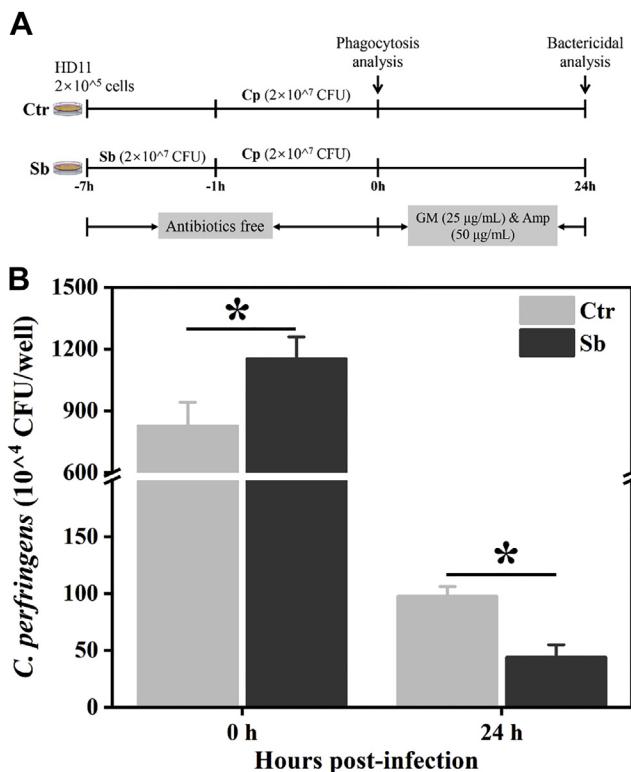 A
Phagocytosis analysis
Bactericidal analysis
HD11
2×10^5 cells
Cp (2×10^7 CFU)
Ctr
Sb (2×10^7 CFU)
Cp (2×10^7 CFU)
Sb
-7h
-1h
0h
24h
Antibiotics free
GM (25 μg/mL) & Amp
(50 μg/mL)
B
C. perfringens (10^4 CFU/well)
1500
1200
900
600
150
100
50
0
*
*
Ctr
Sb
0 h
24 h
Hours post-infection